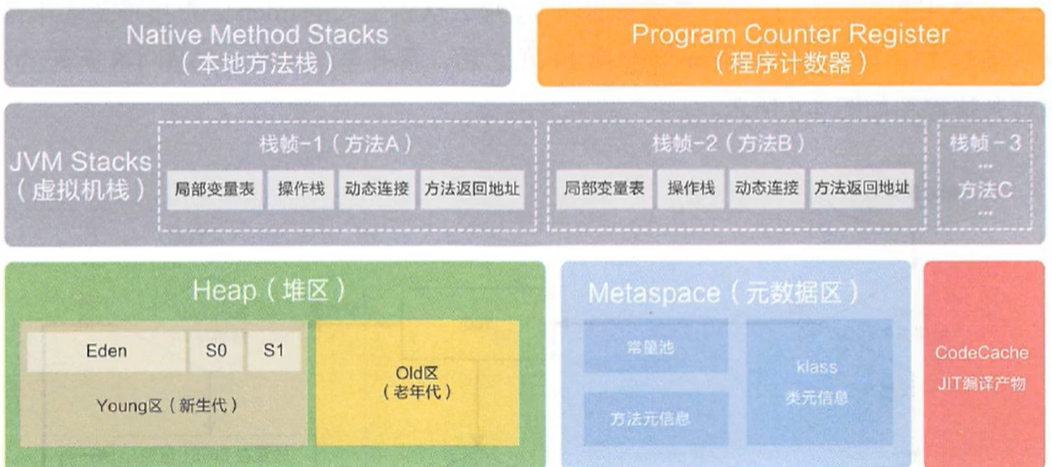 Native Method Stacks
（本地方法栈）
Program Counter Register
（程序计数器）
JVM Stacks
（虚拟机栈）
栈帧-1（方法A）
局部变量表
操作栈
动态连接
方法返回地址
栈帧-2（方法B）
局部变量表
操作栈
动态连接
方法返回地址
栈帧-3
...
方法C
...
Heap（堆区）
Eden
S0
S1
Young区（新生代）
Old区
（老年代）
Metaspace（元数据区）
常量池
方法元信息
klass
类元信息
CodeCache
JIT编译产物